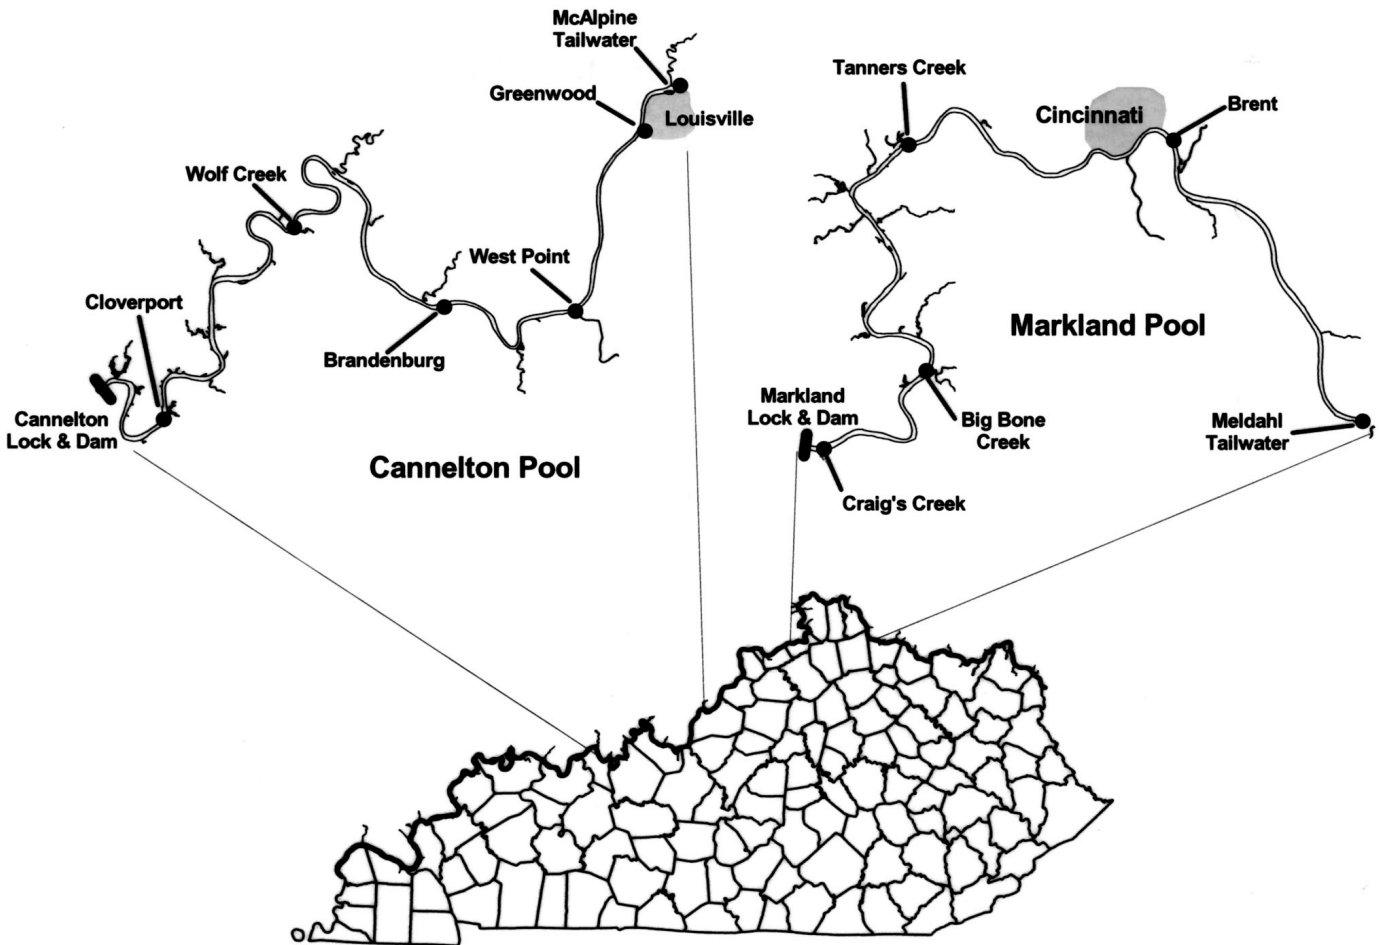 McAlpine
Tailwater
Greenwood
Louisville
Wolf Creek
West Point
Cloverport
Brandenburg
Cannelton
Lock & Dam
Cannelton Pool
Tanners Creek
Cincinnati
Brent
Markland Pool
Markland
Lock & Dam
Big Bone
Creek
Meldahl
Tailwater
Craig's Creek